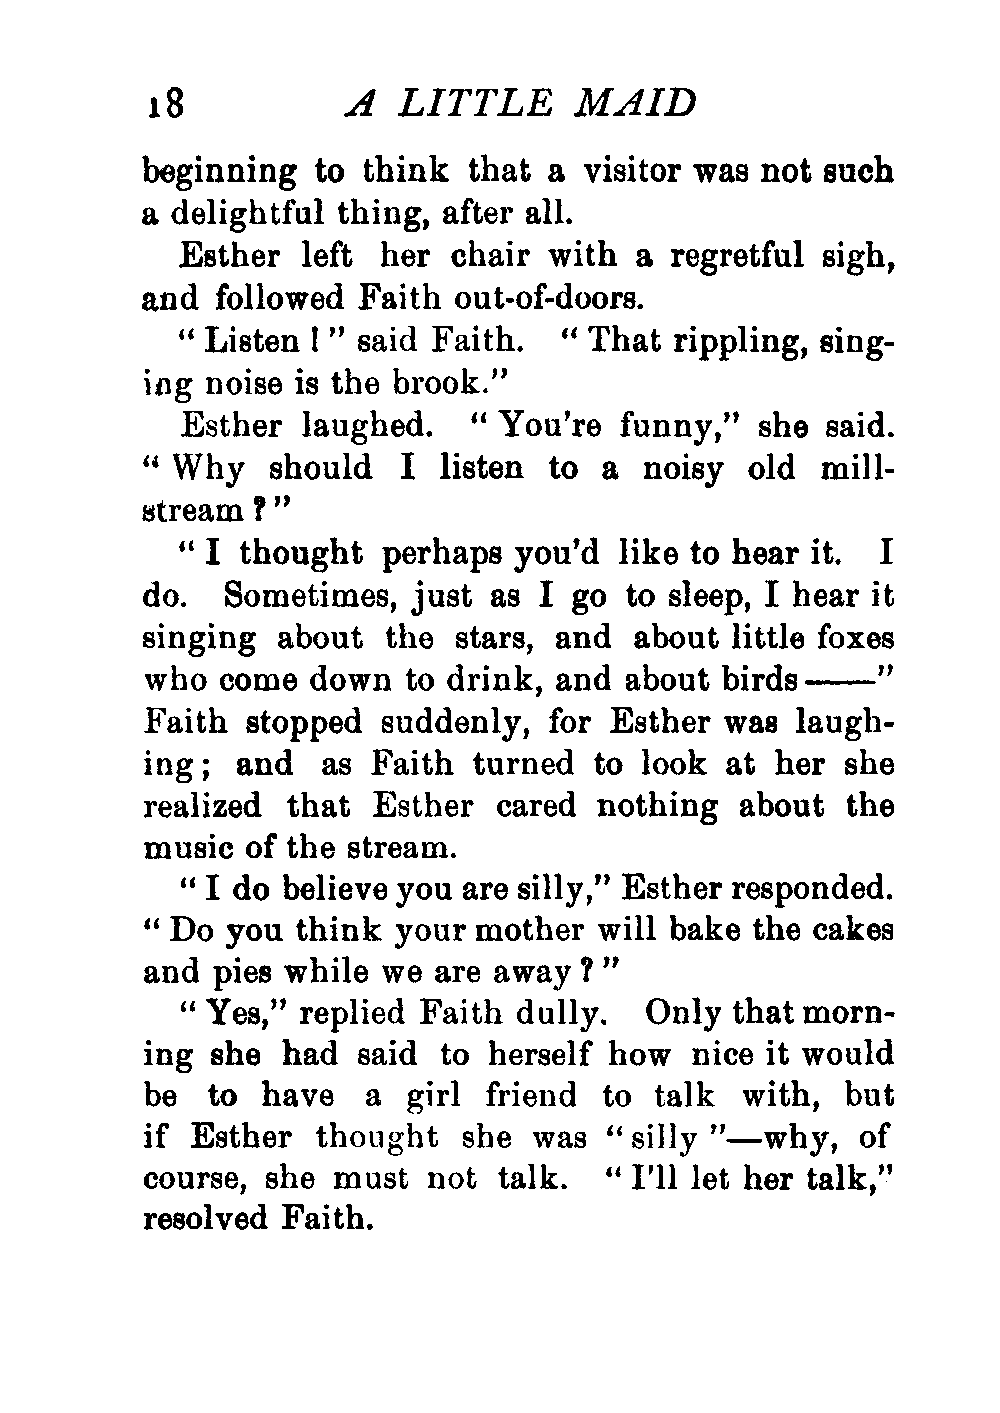 18 A LITTLE MAID
beginning to think that a visitor was not such
a delightful thing, after all.
Esther left her chair with a regretful sigh,
and followed Faith out-of-doors.
“ Listen ! ” said Faith. “ That rippling, sing-
ing noise is the brook.”
Esther laughed. “ You're funny,” she said.
“ Why should I listen to a noisy old mill-
stream ? ”
“ I thought perhaps you'd like to hear it. I
do. Sometimes, just as I go to sleep, I hear it
singing about the stars, and about little foxes
who come down to drink, and about birds——”
Faith stopped suddenly, for Esther was laugh-
ing; and as Faith turned to look at her she
realized that Esther cared nothing about the
music of the stream.
“ I do believe you are silly,” Esther responded.
“ Do you think your mother will bake the cakes
and pies while we are away ? ”
“ Yes,” replied Faith dully. Only that morn-
ing she had said to herself how nice it would
be to have a girl friend to talk with, but
if Esther thought she was “ silly ”—why, of
course, she must not talk. “ I'll let her talk,”
resolved Faith.